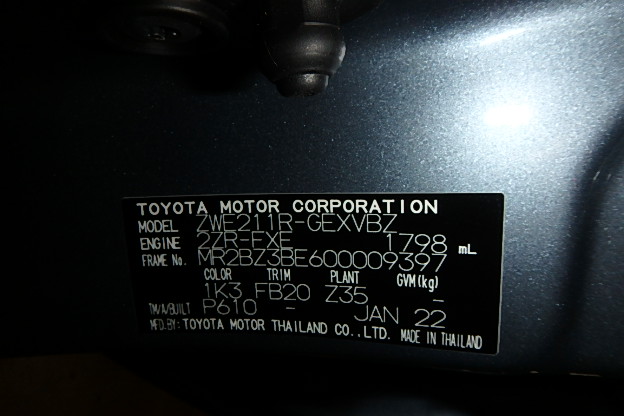 TOYOTA MOTOR CORPORATION
MODEL ZWE211R-GEXVBZ
ENGINE 2ZR-FXE 1798 mL
FRAME No. MR2BZ3BE600009397
COLOR TRIM PLANT GVM(kg)
1K3 FB20 Z35 -
TM/A/BUILT P610 - JAN 22
MFD.BY: TOYOTA MOTOR THAILAND CO.,LTD. MADE IN THAILAND